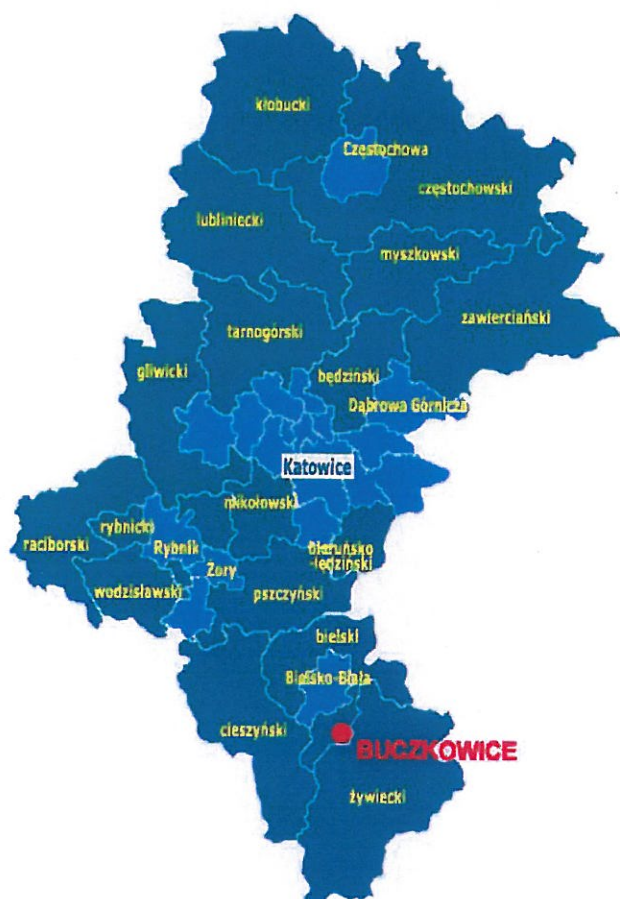 kłobucki
Częstochowa
częstochowski
lubliniecki
myszkowski
zawierciański
tarnogórski
gliwicki
będziński
Dąbrowa Górnicza
Katowice
mikołowski
rybnicki
raciborski
Rybnik
bieruńsko
-lędziński
Żory
wodzisławski
pszczyński
bielski
Bielsko-Biała
cieszyński
BUCZKOWICE
żywiecki